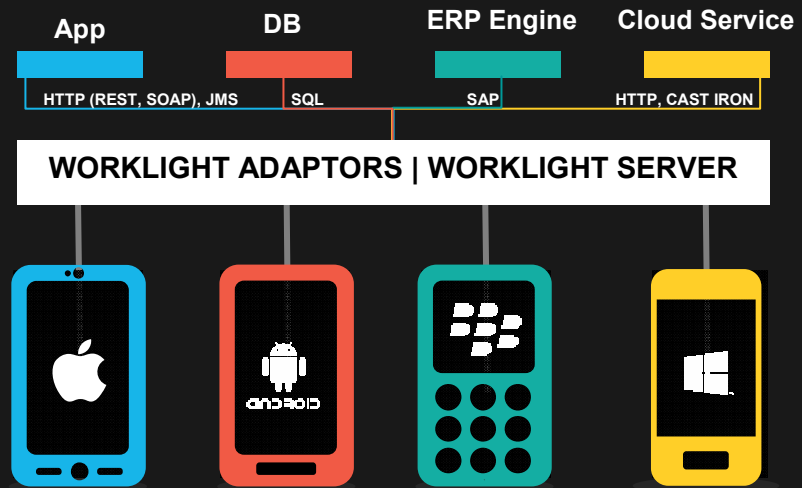 App
DB
ERP Engine
Cloud Service
HTTP (REST, SOAP), JMS
SQL
SAP
HTTP, CAST IRON
WORKLIGHT ADAPTORS | WORKLIGHT SERVER
ANDROID